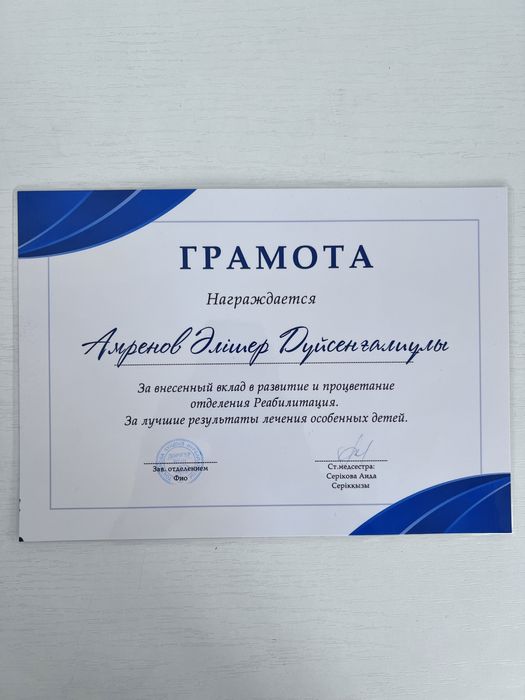 ГРАМОТА
Награждается
Амренов Әлішер Дүйсенғалиұлы
За внесенный вклад в развитие и процветание
отделения Реабилитация.
За лучшие результаты лечения особенных детей.
Зав. отделением
Фио
Ст.медсестра:
Серікова Аида
Серікқызы